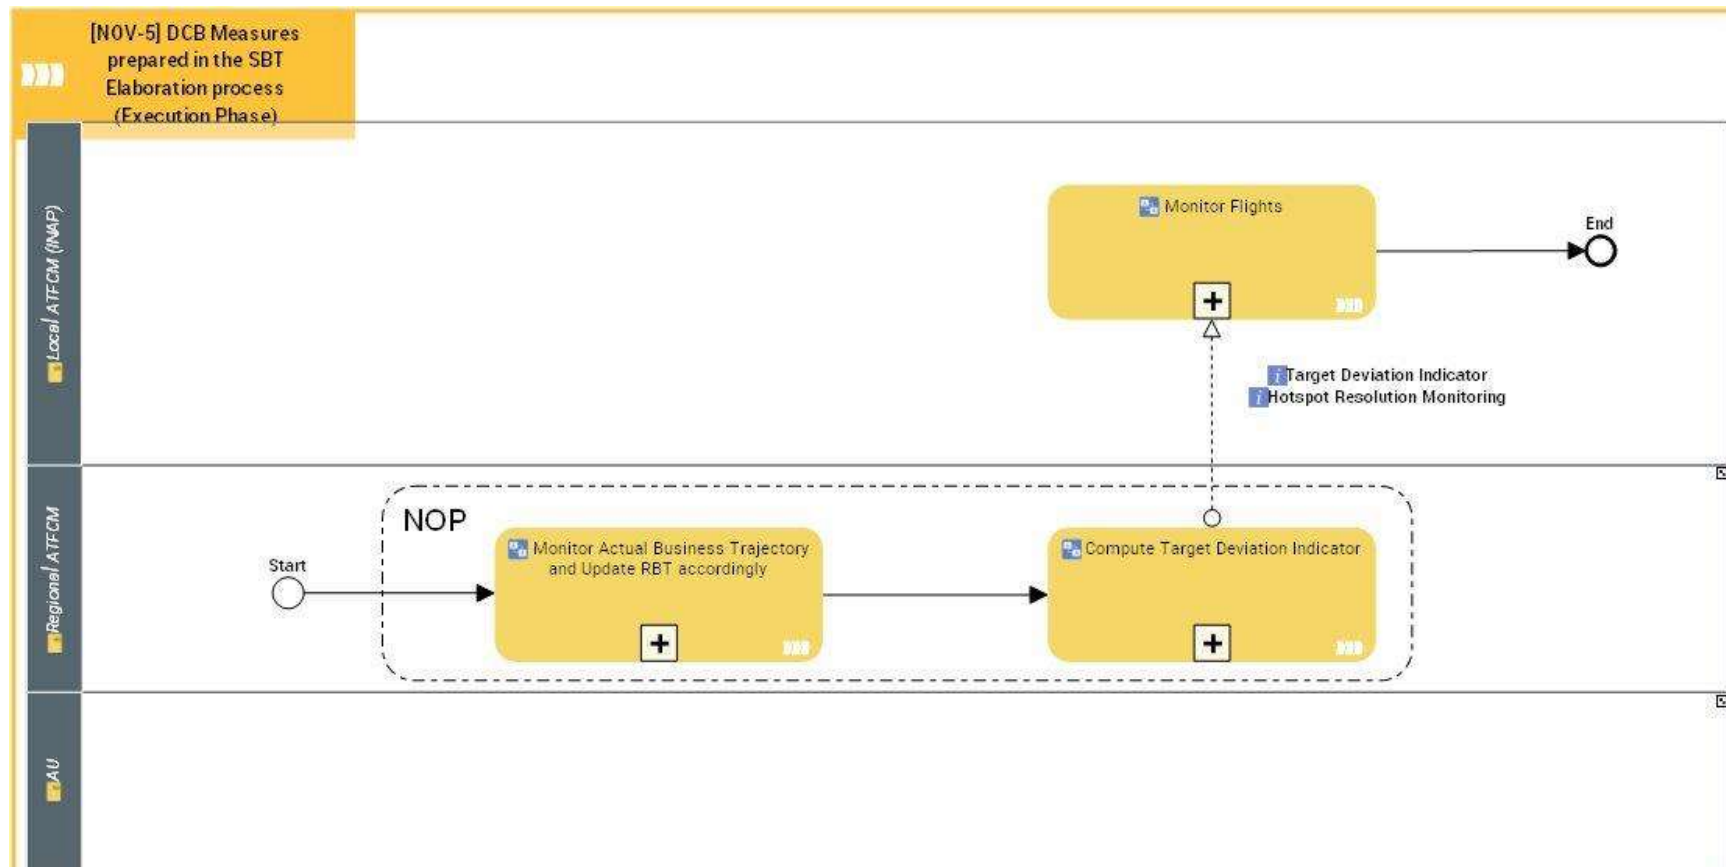 [NOV-5] DCB Measures
prepared in the SBT
Elaboration process
(Execution Phase)
Local ATFCM (INAP)
Monitor Flights
End
Target Deviation Indicator
Hotspot Resolution Monitoring
Regional ATFCM
NOP
Start
Monitor Actual Business Trajectory
and Update RBT accordingly
Compute Target Deviation Indicator
AU